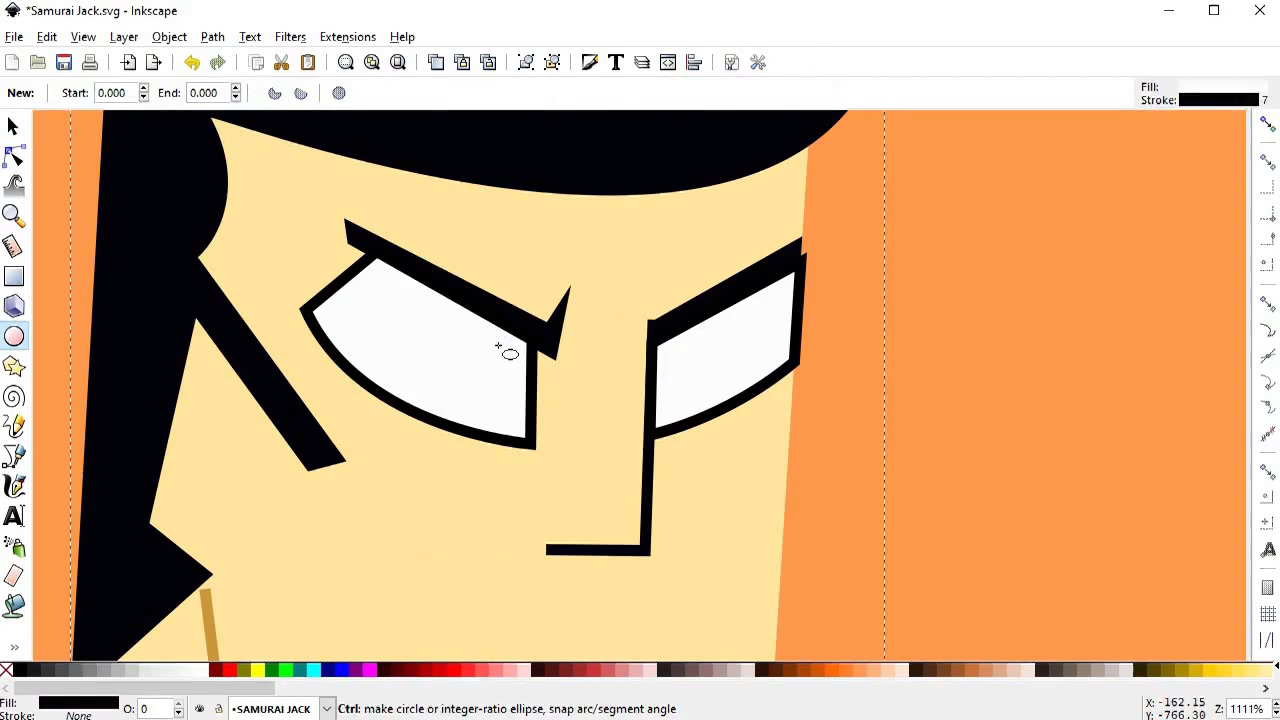 *Samurai Jack.svg - Inkscape
File Edit View Layer Object Path Text Filters Extensions Help
New: Start: 0.000 End: 0.000 Fill:
Stroke: 7
Fill: O: 0 •SAMURAI JACK Ctrl: make circle or integer-ratio ellipse, snap arc/segment angle X: -162.15 Z: 1111%
Stroke: None Y: -766.30